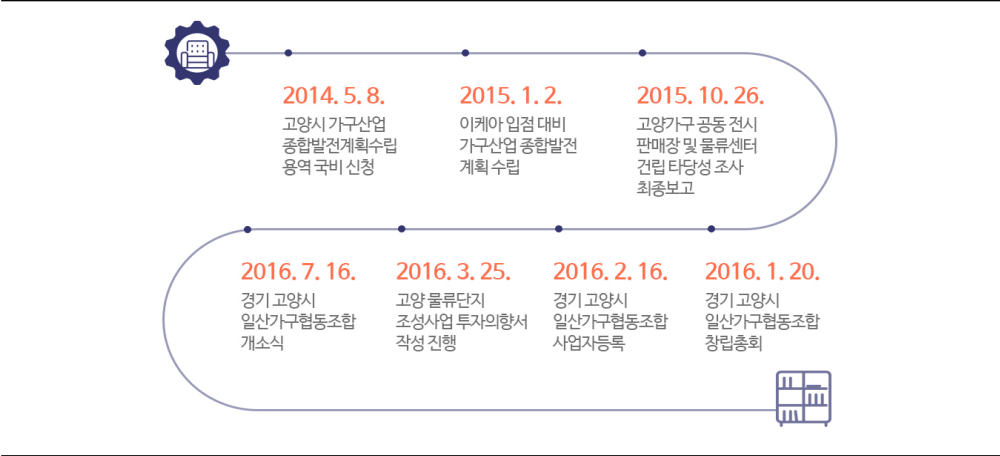 2014. 5. 8.
고양시 가구산업
종합발전계획수립
용역 국비 신청
2015. 1. 2.
이케아 입점 대비
가구산업 종합발전
계획 수립
2015. 10. 26.
고양가구 공동 전시
판매장 및 물류센터
건립 타당성 조사
최종보고
2016. 7. 16.
경기 고양시
일산가구협동조합
개소식
2016. 3. 25.
고양 물류단지
조성사업 투자의향서
작성 진행
2016. 2. 16.
경기 고양시
일산가구협동조합
사업자등록
2016. 1. 20.
경기 고양시
일산가구협동조합
창립총회